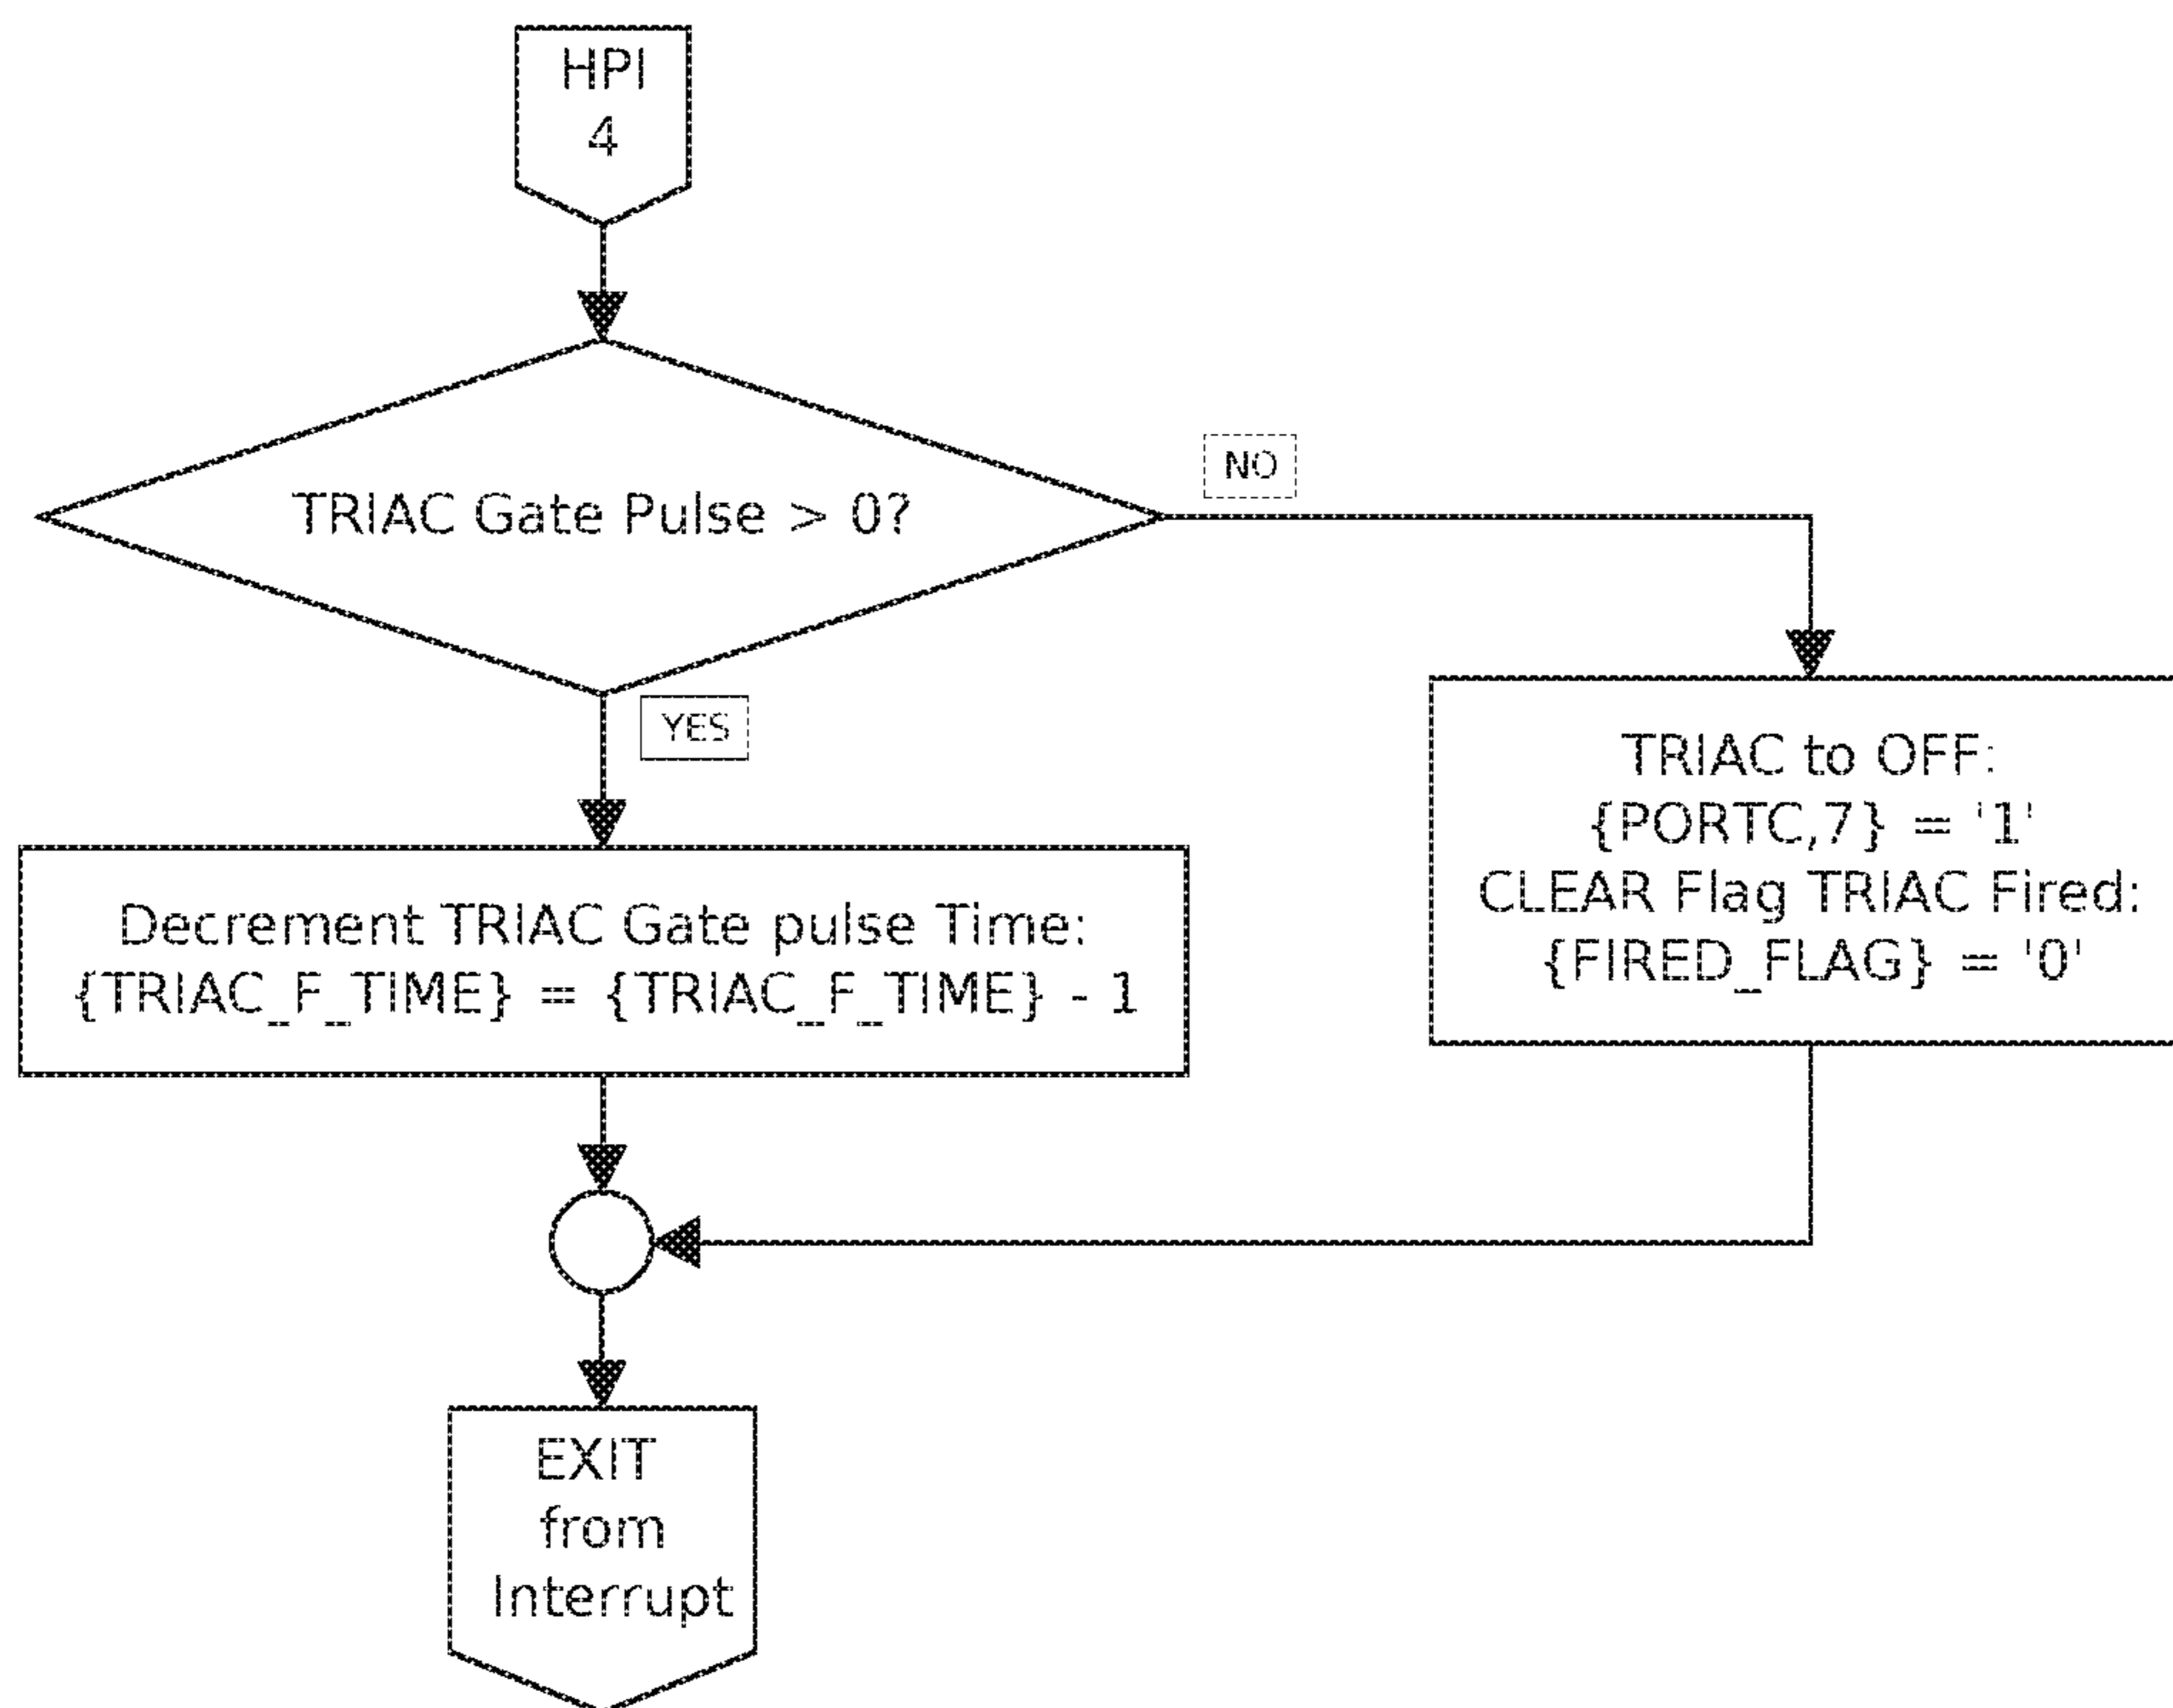 HPI
4
TRIAC Gate Pulse > 0?
NO
YES
TRIAC to OFF:
{PORTC,7} = '1'
CLEAR Flag TRIAC Fired:
{FIRED_FLAG} = '0'
Decrement TRIAC Gate pulse Time:
{TRIAC_F_TIME} = {TRIAC_F_TIME} - 1
EXIT
from
Interrupt